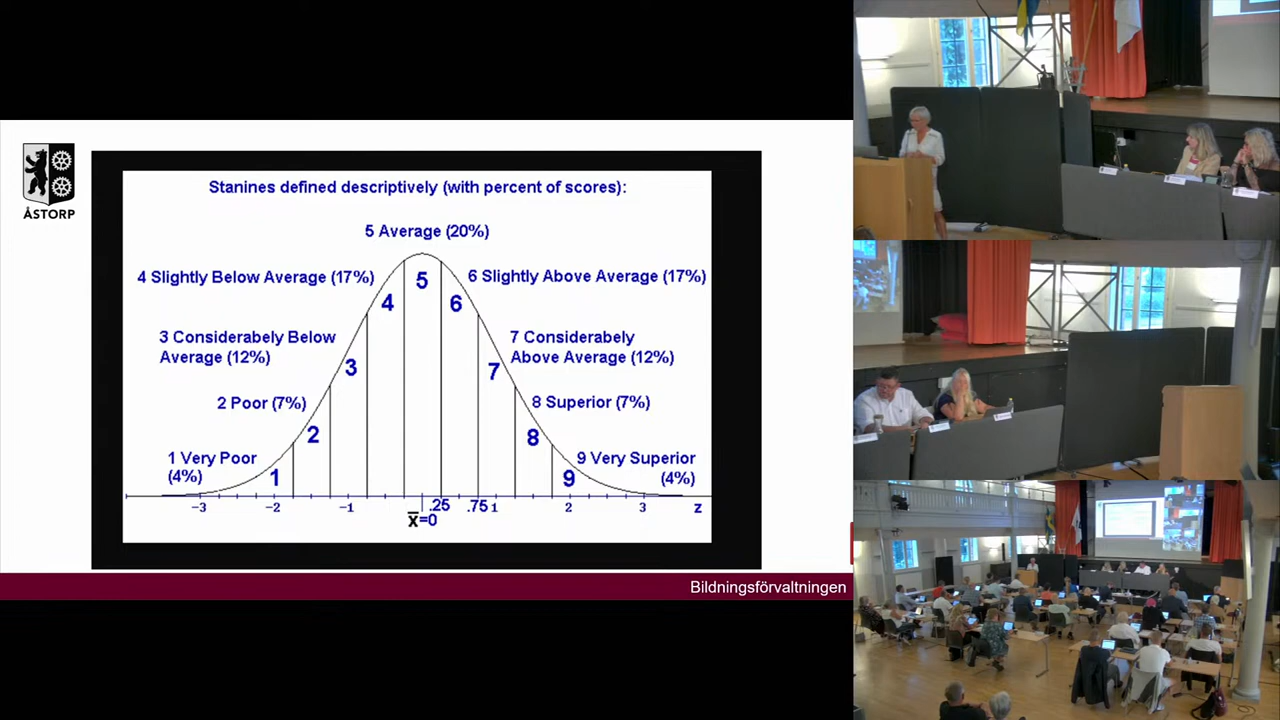 ÅSTORP
Stanines defined descriptively (with percent of scores):
5 Average (20%)
4 Slightly Below Average (17%)
5
6 Slightly Above Average (17%)
4
6
3 Considerabely Below
Average (12%)
7 Considerabely
Above Average (12%)
3
7
2 Poor (7%)
8 Superior (7%)
2
8
1 Very Poor
(4%)
9 Very Superior
(4%)
1
9
-3 -2 -1 .25 .75 1 2 3 z
x̅=0
Bildningsförvaltningen